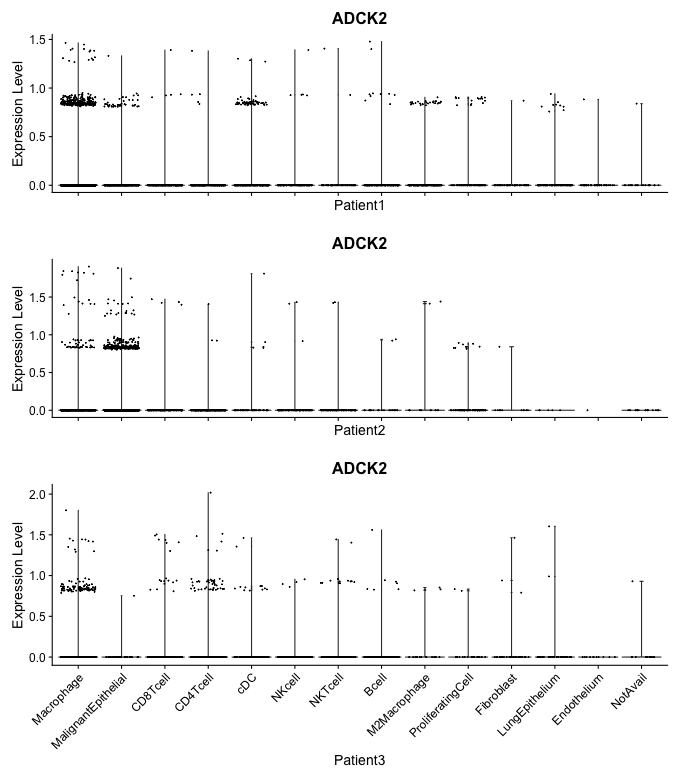 ADCK2
Expression Level
1.5
1.0
0.5
0.0
Patient1
ADCK2
Expression Level
1.5
1.0
0.5
0.0
Patient2
ADCK2
Expression Level
2.0
1.5
1.0
0.5
0.0
Macrophage
MalignantEpithelial
CD8Tcell
CD4Tcell
cDC
NKcell
NKTcell
Bcell
M2Macrophage
ProliferatingCell
Fibroblast
LungEpithelium
Endothelium
NotAvail
Patient3